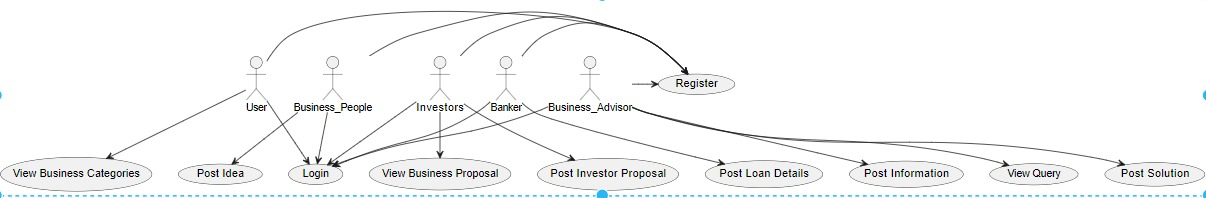 Register
User
Business_People
Investors
Banker
Business_Advisor
View Business Categories
Post Idea
Login
View Business Proposal
Post Investor Proposal
Post Loan Details
Post Information
View Query
Post Solution